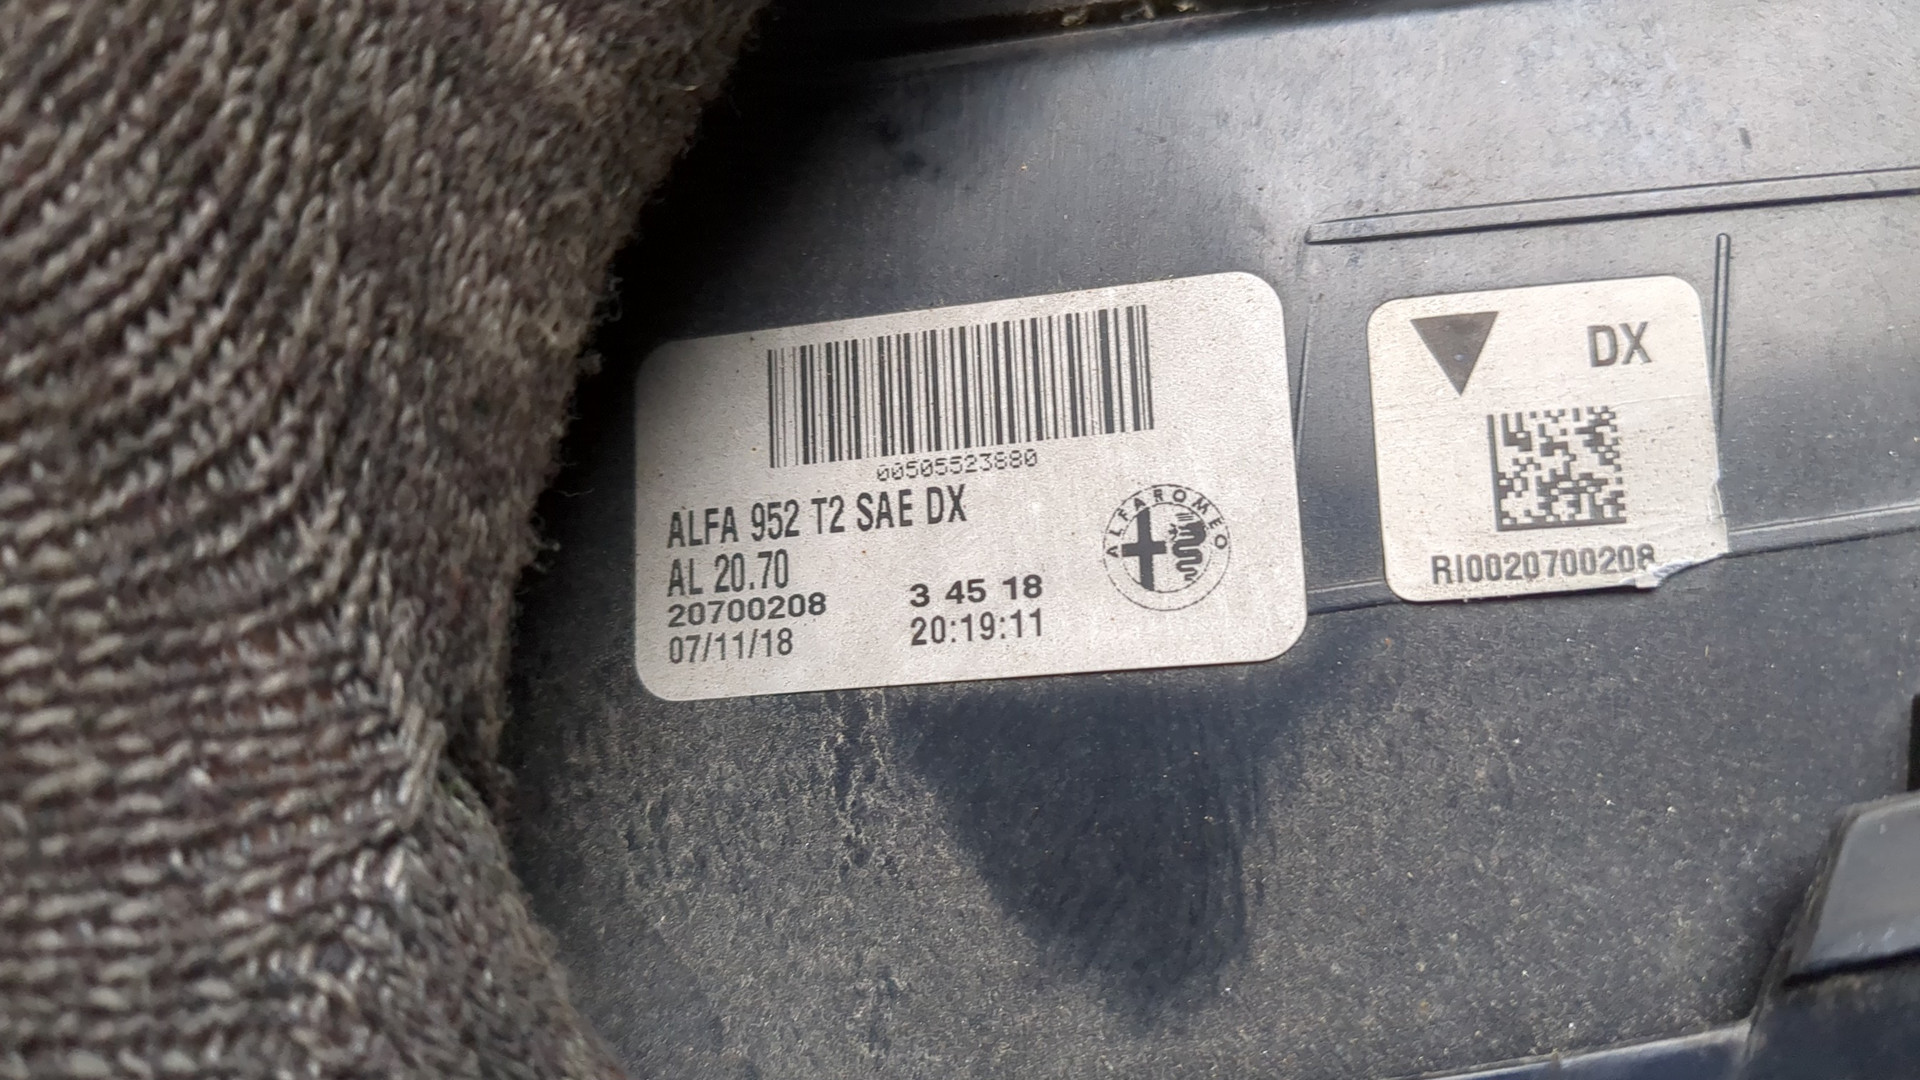 00505523880
ALFA 952 T2 SAE DX
AL 20.70
20700208
3 45 18
07/11/18
20:19:11
ALFA ROMEO
DX
RI0020700208